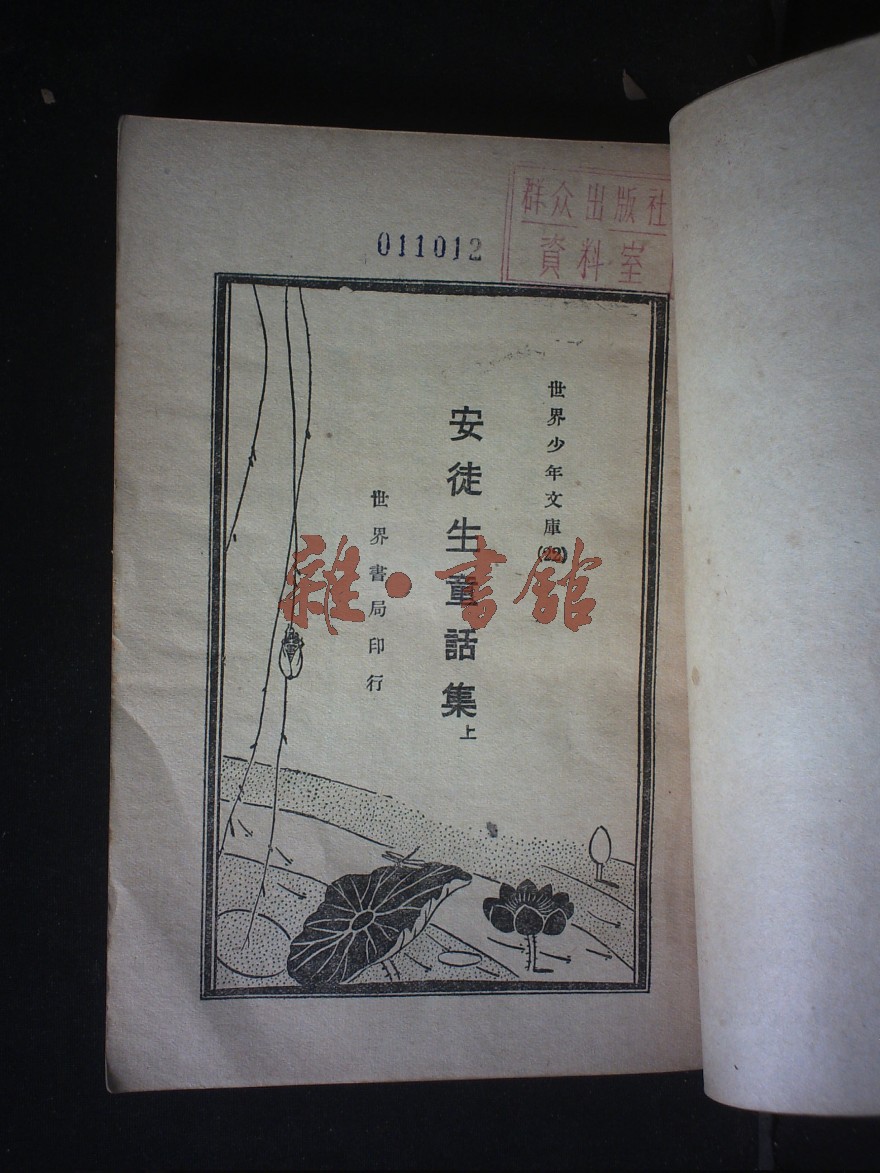 群众出版社
資料室
011012
世界少年文庫(22)
安徒生童話集上
世界書局印行
雜·書舘